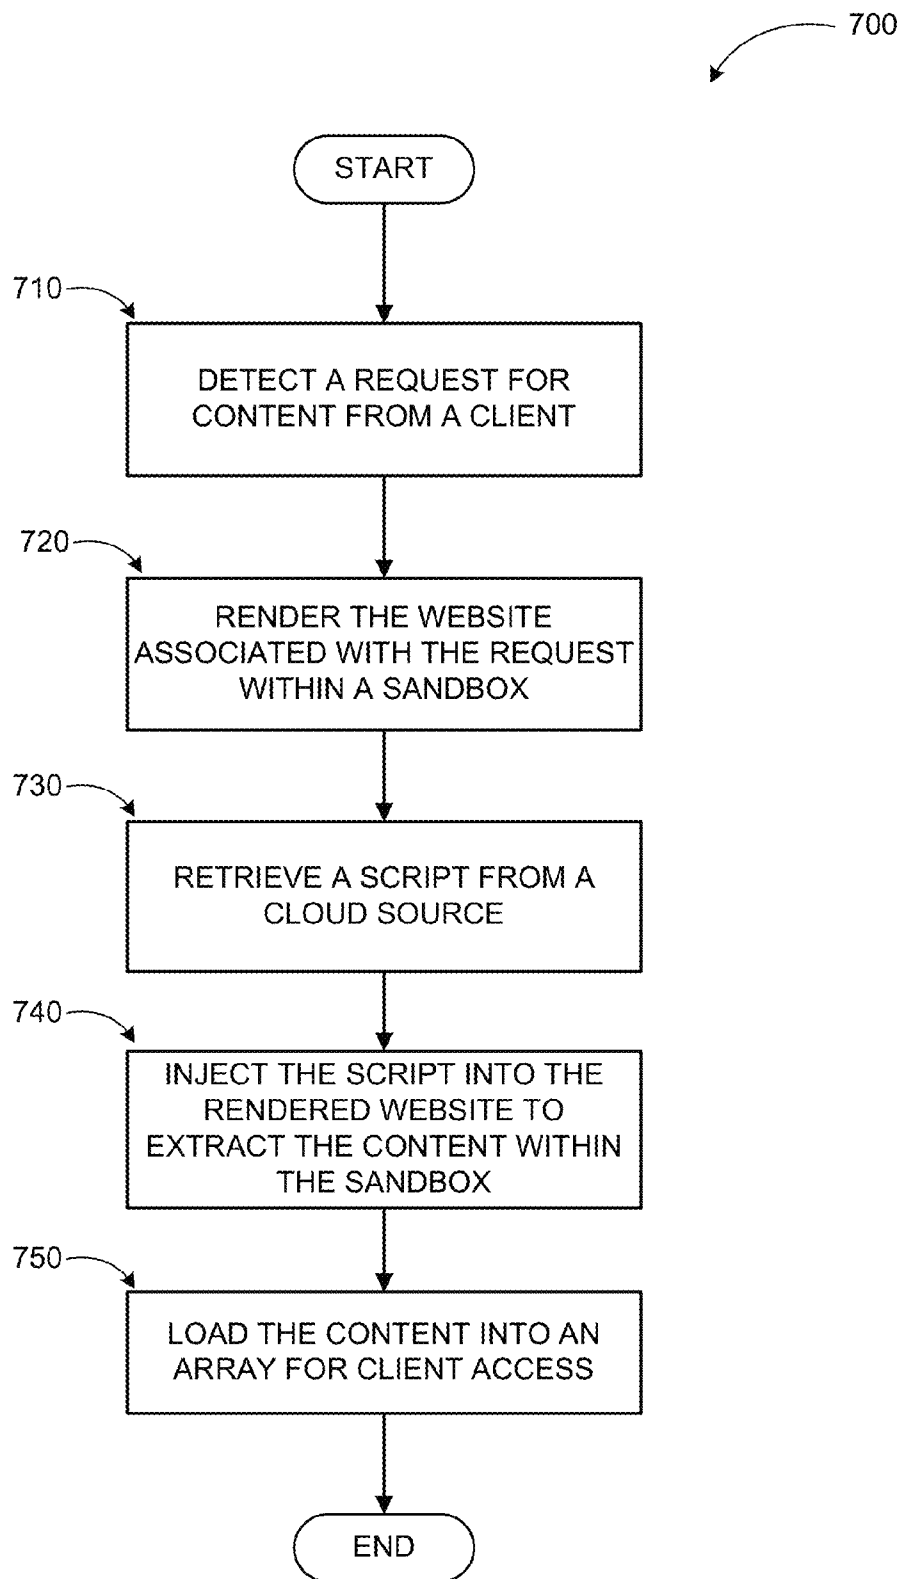 700
START
710
DETECT A REQUEST FOR
CONTENT FROM A CLIENT
720
RENDER THE WEBSITE
ASSOCIATED WITH THE REQUEST
WITHIN A SANDBOX
730
RETRIEVE A SCRIPT FROM A
CLOUD SOURCE
740
INJECT THE SCRIPT INTO THE
RENDERED WEBSITE TO
EXTRACT THE CONTENT WITHIN
THE SANDBOX
750
LOAD THE CONTENT INTO AN
ARRAY FOR CLIENT ACCESS
END